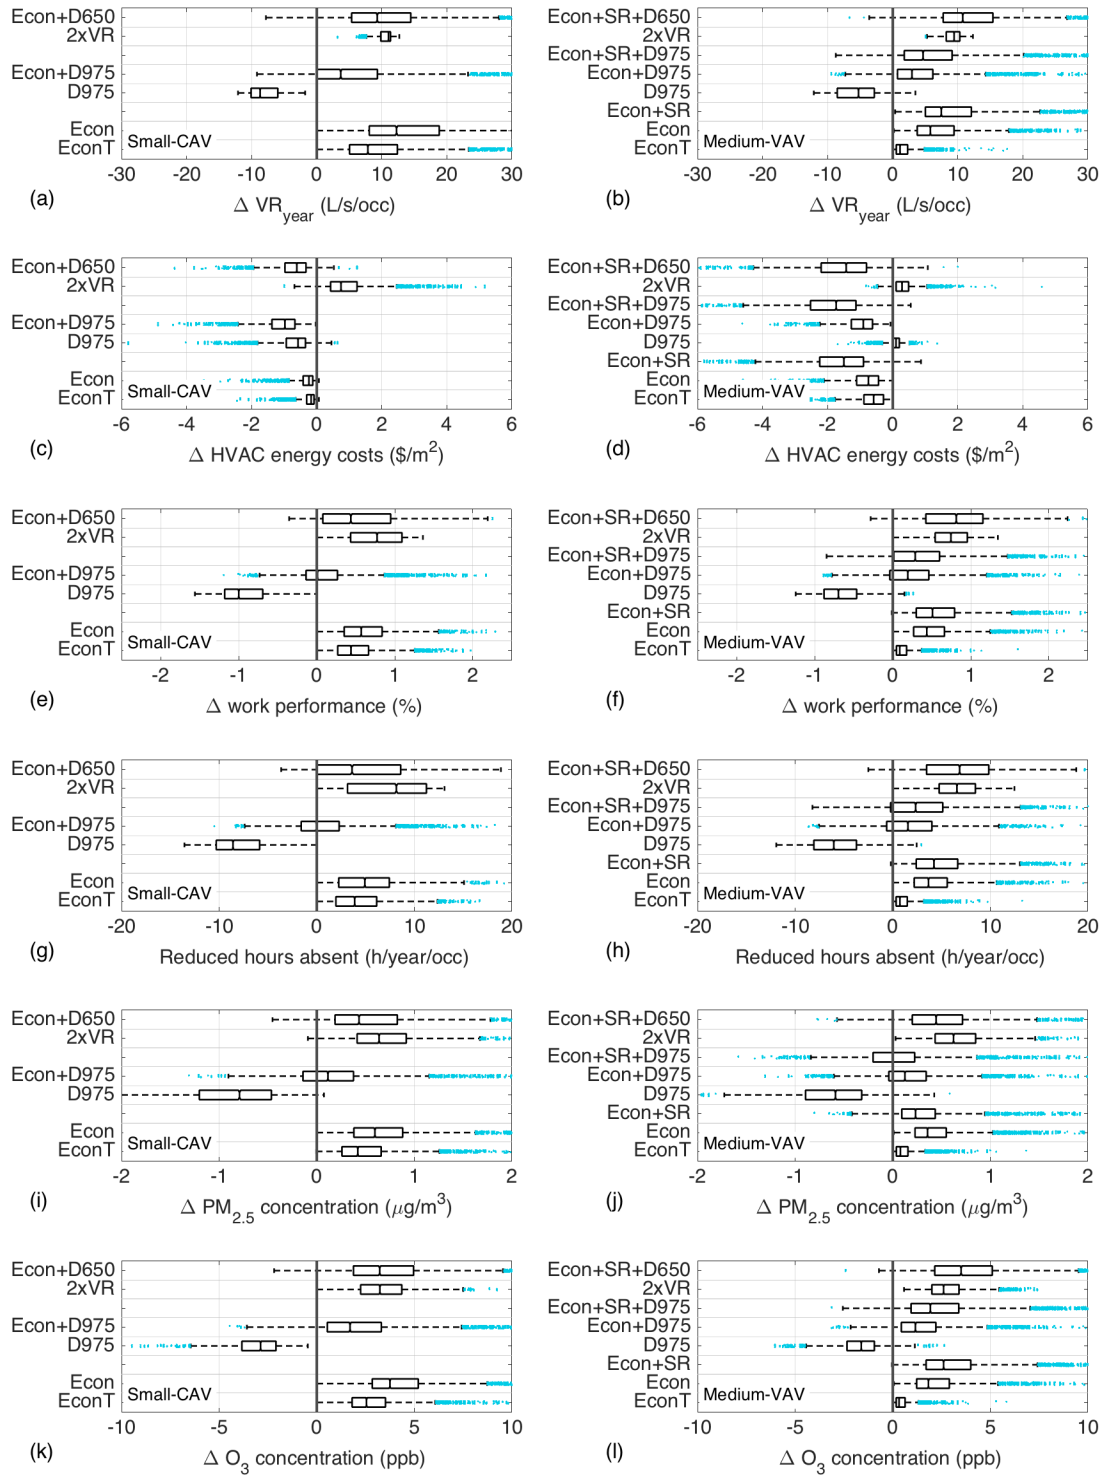 Econ+D650
2xVR
Econ+D975
D975
Econ
EconT
Small-CAV
-30 -20 -10 0 10 20 30
(a)
Δ VRyear (L/s/occ)
Econ+SR+D650
2xVR
Econ+SR+D975
Econ+D975
D975
Econ+SR
Econ
EconT
Medium-VAV
-30 -20 -10 0 10 20 30
(b)
Δ VRyear (L/s/occ)
Econ+D650
2xVR
Econ+D975
D975
Econ
EconT
Small-CAV
-6 -4 -2 0 2 4 6
(c)
Δ HVAC energy costs ($/m²)
Econ+SR+D650
2xVR
Econ+SR+D975
Econ+D975
D975
Econ+SR
Econ
EconT
Medium-VAV
-6 -4 -2 0 2 4 6
(d)
Δ HVAC energy costs ($/m²)
Econ+D650
2xVR
Econ+D975
D975
Econ
EconT
Small-CAV
-2 -1 0 1 2
(e)
Δ work performance (%)
Econ+SR+D650
2xVR
Econ+SR+D975
Econ+D975
D975
Econ+SR
Econ
EconT
Medium-VAV
-2 -1 0 1 2
(f)
Δ work performance (%)
Econ+D650
2xVR
Econ+D975
D975
Econ
EconT
Small-CAV
-20 -10 0 10 20
(g)
Reduced hours absent (h/year/occ)
Econ+SR+D650
2xVR
Econ+SR+D975
Econ+D975
D975
Econ+SR
Econ
EconT
Medium-VAV
-20 -10 0 10 20
(h)
Reduced hours absent (h/year/occ)
Econ+D650
2xVR
Econ+D975
D975
Econ
EconT
Small-CAV
-2 -1 0 1 2
(i)
Δ PM2.5 concentration (μg/m³)
Econ+SR+D650
2xVR
Econ+SR+D975
Econ+D975
D975
Econ+SR
Econ
EconT
Medium-VAV
-2 -1 0 1 2
(j)
Δ PM2.5 concentration (μg/m³)
Econ+D650
2xVR
Econ+D975
D975
Econ
EconT
Small-CAV
-10 -5 0 5 10
(k)
Δ O3 concentration (ppb)
Econ+SR+D650
2xVR
Econ+SR+D975
Econ+D975
D975
Econ+SR
Econ
EconT
Medium-VAV
-10 -5 0 5 10
(l)
Δ O3 concentration (ppb)